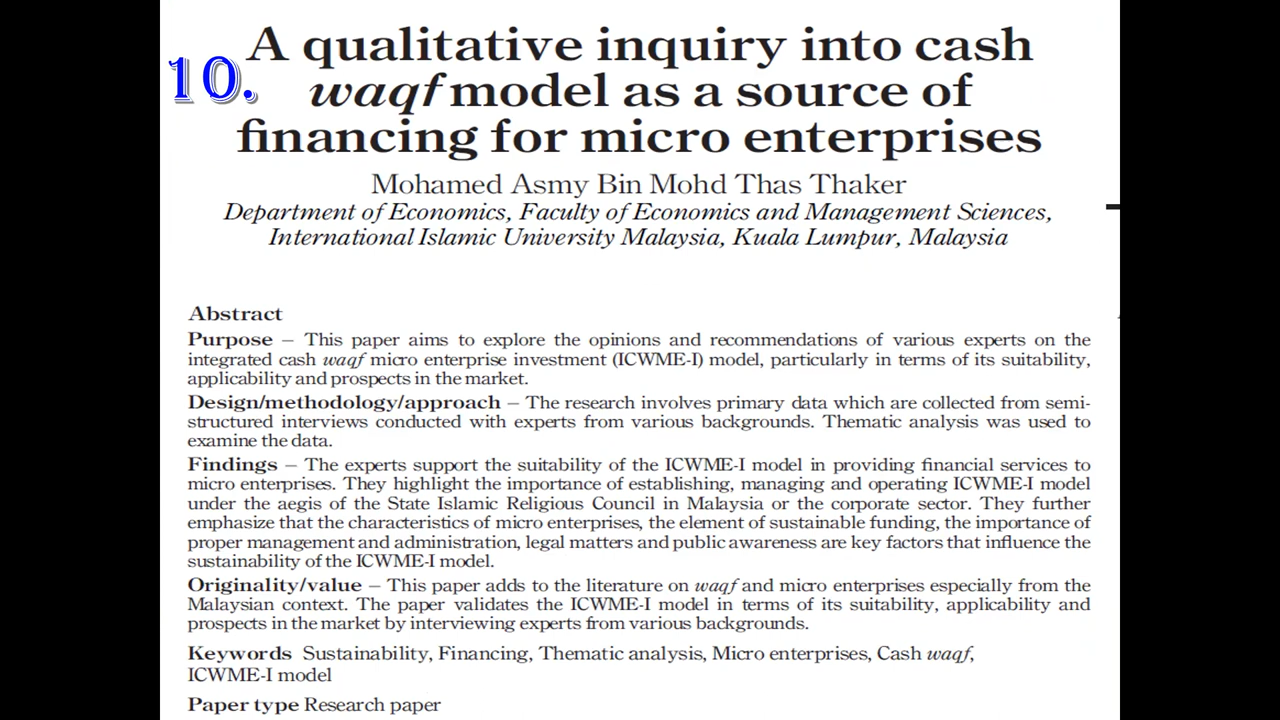 10.
A qualitative inquiry into cash
waqf model as a source of
financing for micro enterprises
Mohamed Asmy Bin Mohd Thas Thaker
Department of Economics, Faculty of Economics and Management Sciences,
International Islamic University Malaysia, Kuala Lumpur, Malaysia
Abstract
Purpose – This paper aims to explore the opinions and recommendations of various experts on the
integrated cash waqf micro enterprise investment (ICWME-I) model, particularly in terms of its suitability,
applicability and prospects in the market.
Design/methodology/approach – The research involves primary data which are collected from semi-
structured interviews conducted with experts from various backgrounds. Thematic analysis was used to
examine the data.
Findings – The experts support the suitability of the ICWME-I model in providing financial services to
micro enterprises. They highlight the importance of establishing, managing and operating ICWME-I model
under the aegis of the State Islamic Religious Council in Malaysia or the corporate sector. They further
emphasize that the characteristics of micro enterprises, the element of sustainable funding, the importance of
proper management and administration, legal matters and public awareness are key factors that influence the
sustainability of the ICWME-I model.
Originality/value – This paper adds to the literature on waqf and micro enterprises especially from the
Malaysian context. The paper validates the ICWME-I model in terms of its suitability, applicability and
prospects in the market by interviewing experts from various backgrounds.
Keywords Sustainability, Financing, Thematic analysis, Micro enterprises, Cash waqf,
ICWME-I model
Paper type Research paper